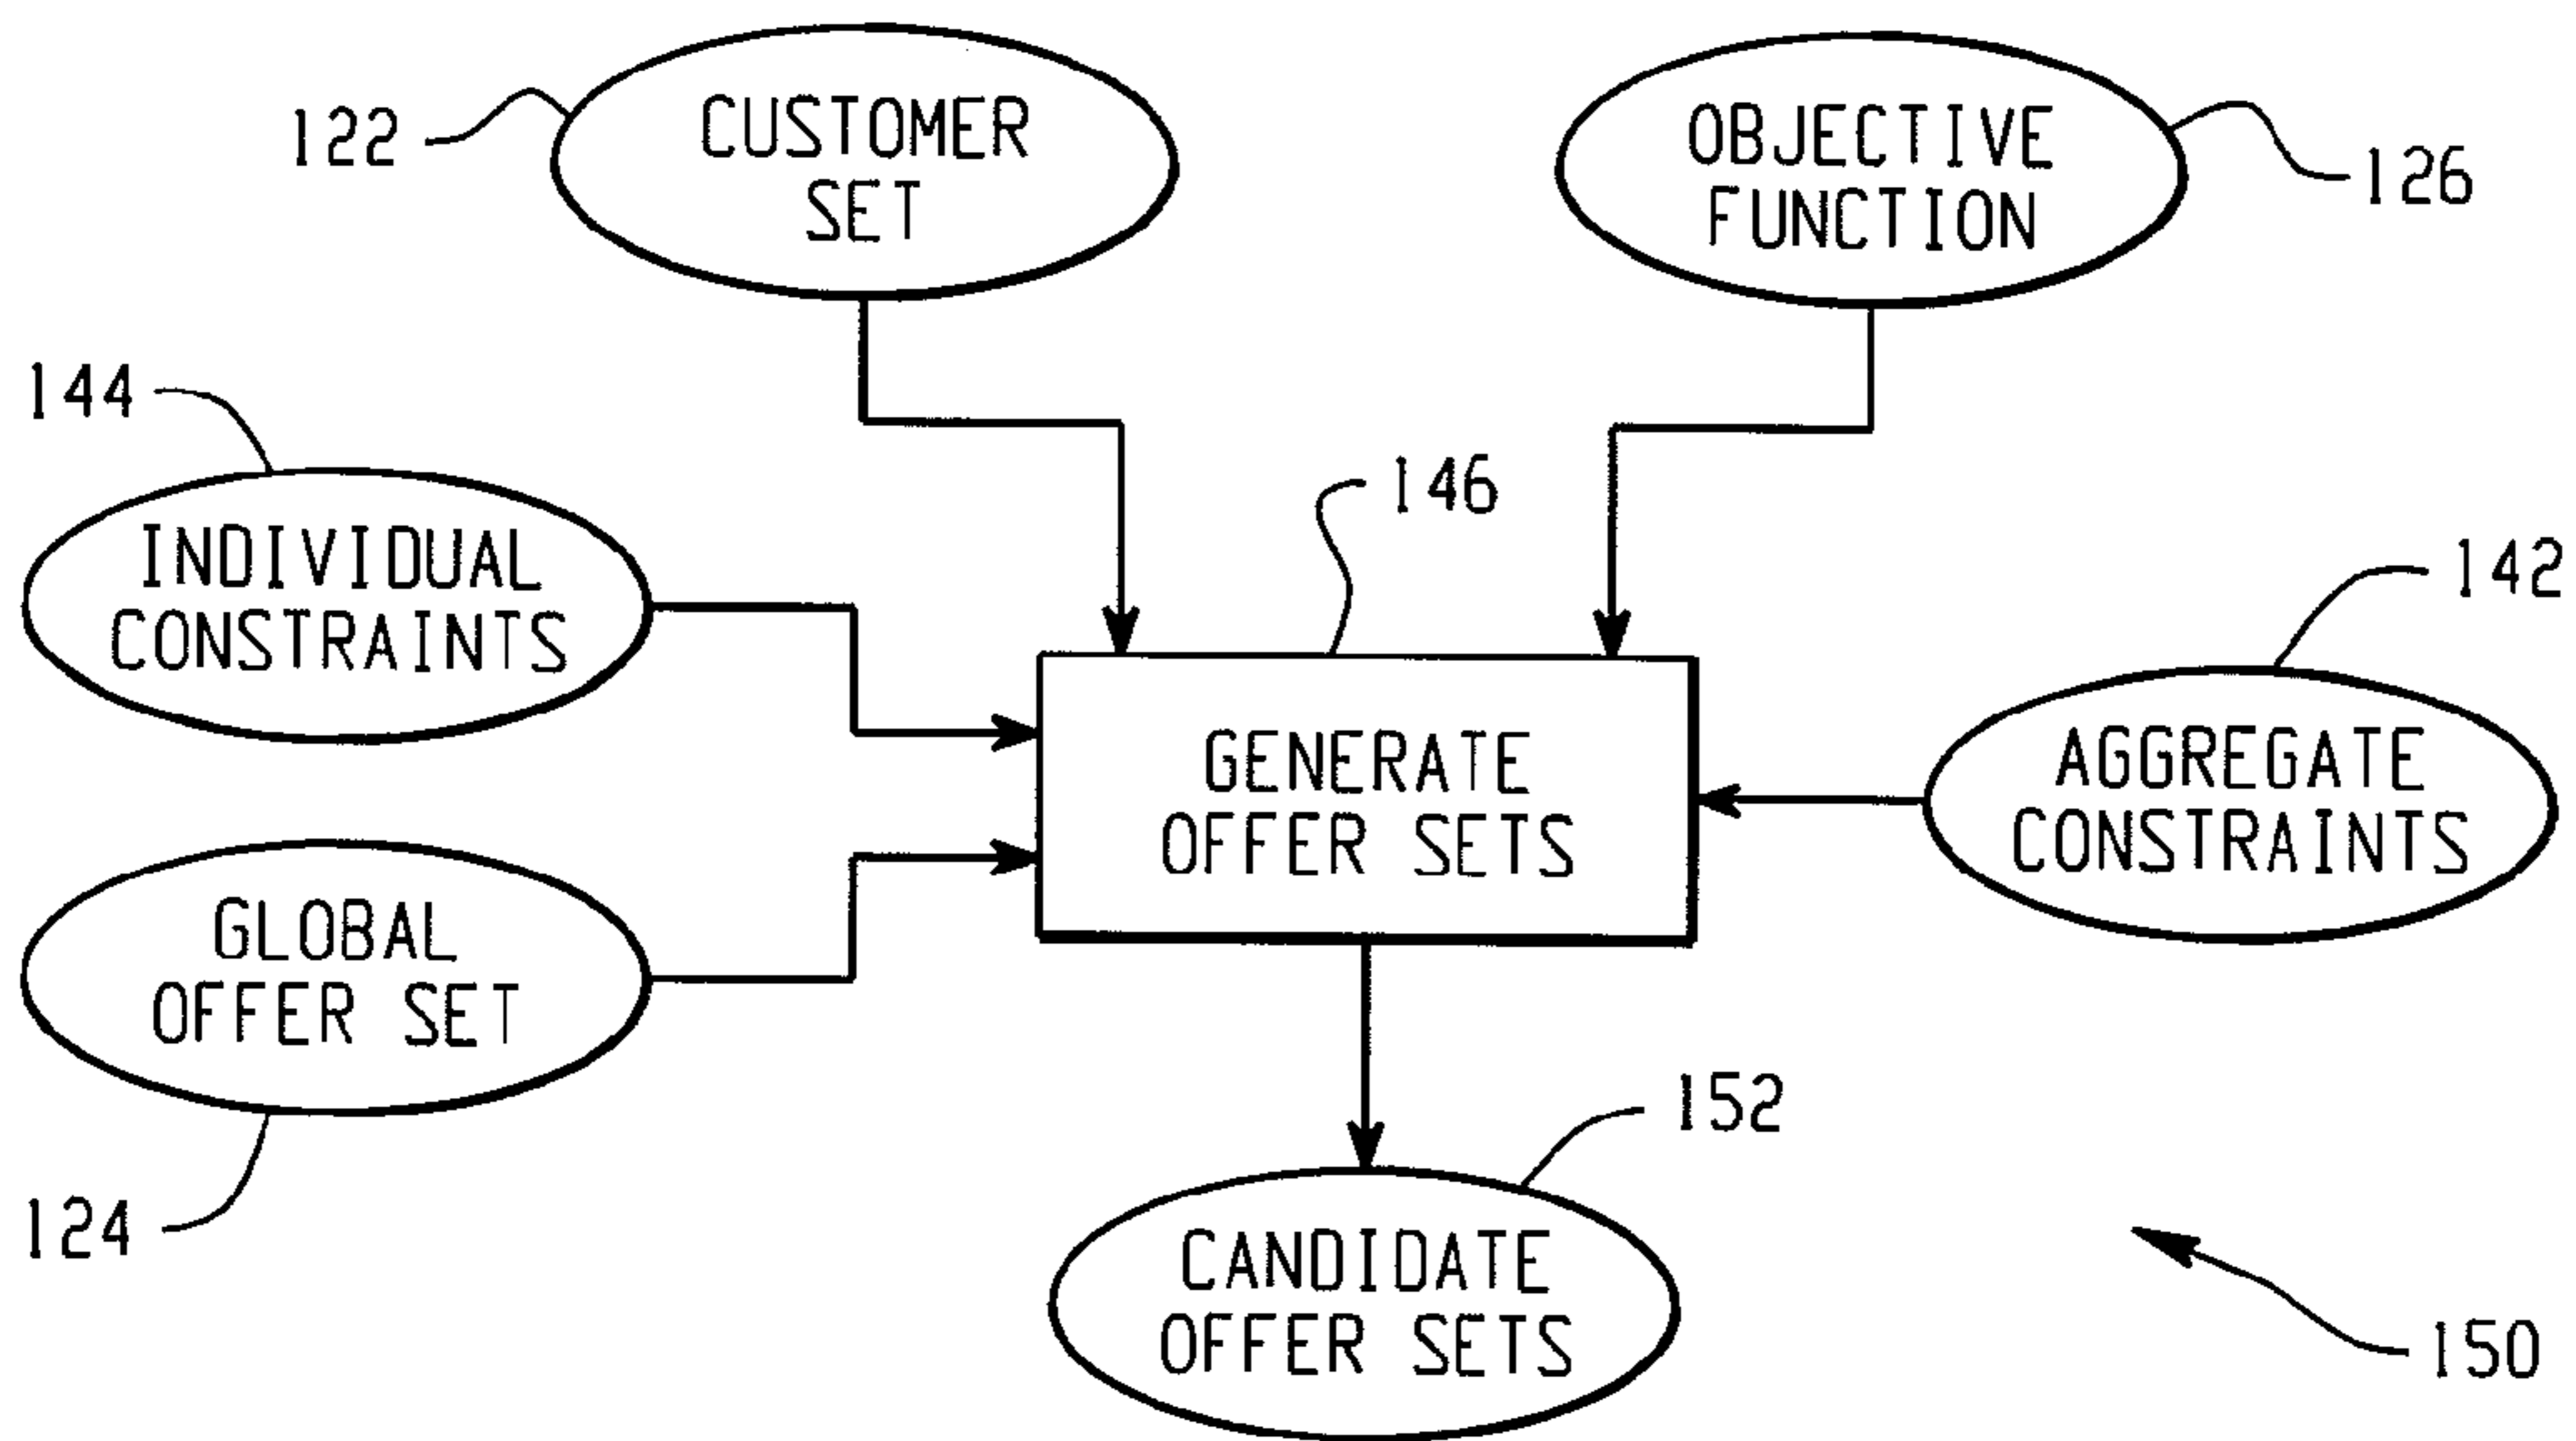 122
CUSTOMER
SET
OBJECTIVE
FUNCTION
126
144
INDIVIDUAL
CONSTRAINTS
146
142
GENERATE
OFFER SETS
AGGREGATE
CONSTRAINTS
GLOBAL
OFFER SET
124
152
CANDIDATE
OFFER SETS
150